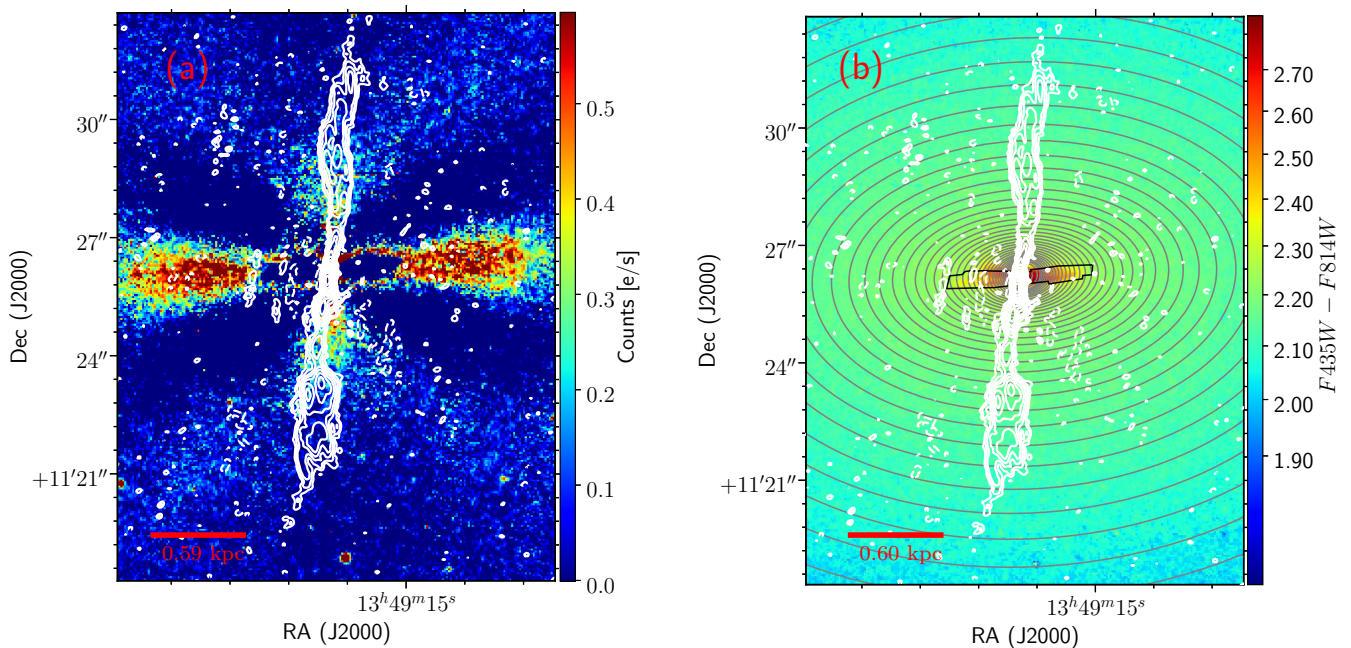 (a)
30″
27″
24″
+11′21″
Dec (J2000)
0.59 kpc
13ʰ49ᵐ15ˢ
RA (J2000)
0.5
0.4
0.3
0.2
0.1
0.0
Counts [e/s]
(b)
30″
27″
24″
+11′21″
Dec (J2000)
0.60 kpc
13ʰ49ᵐ15ˢ
RA (J2000)
2.70
2.60
2.50
2.40
2.30
2.20
2.10
2.00
1.90
F435W − F814W